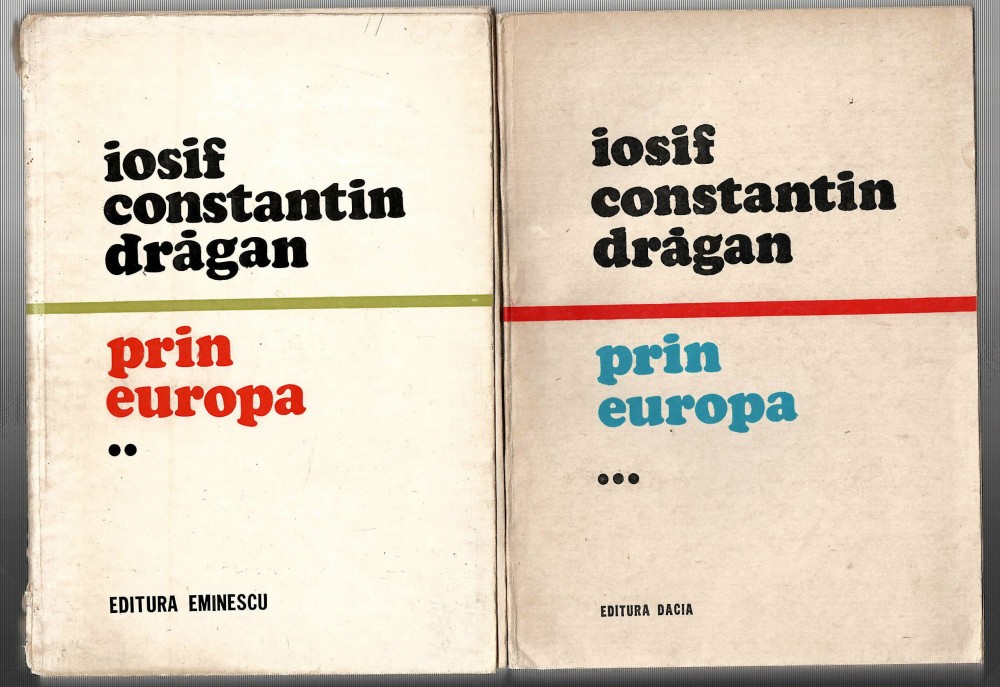 iosif
constantin
drăgan
prin
europa
••
EDITURA EMINESCU
iosif
constantin
drăgan
prin
europa
•••
EDITURA DACIA